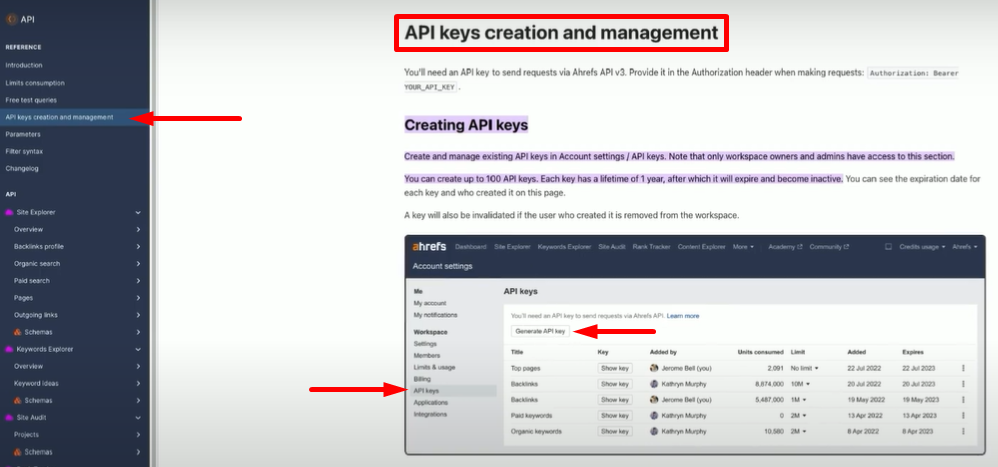 API
REFERENCE
Introduction
Limits consumption
Free test queries
API keys creation and management
Parameters
Filter syntax
Changelog
API
Site Explorer
Overview
Backlinks profile
Organic search
Paid search
Pages
Outgoing links
Schemas
Keywords Explorer
Overview
Keyword ideas
Schemas
Site Audit
Projects
Schemas
API keys creation and management
You'll need an API key to send requests via Ahrefs API v3. Provide it in the Authorization header when making requests: Authorization: Bearer
YOUR_API_KEY .
Creating API keys
Create and manage existing API keys in Account settings / API keys. Note that only workspace owners and admins have access to this section.
You can create up to 100 API keys. Each key has a lifetime of 1 year, after which it will expire and become inactive. You can see the expiration date for
each key and who created it on this page.
A key will also be invalidated if the user who created it is removed from the workspace.
ahrefs Dashboard Site Explorer Keywords Explorer Site Audit Rank Tracker Content Explorer More Academy Community Credits usage Ahrefs
Account settings
Me
My account
My notifications
Workspace
Settings
Members
Limits & usage
Billing
API keys
Applications
Integrations
API keys
You'll need an API key to send requests via Ahrefs API. Learn more
Generate API key
Title Key Added by Units consumed Limit Added Expires
Top pages Show key Jerome Bell (you) 2,091 No limit 22 Jul 2022 22 Jul 2023
Backlinks Show key Kathryn Murphy 8,674,000 10M 20 Jul 2022 20 Jul 2023
Backlinks Show key Jerome Bell (you) 5,487,000 1M 19 May 2022 19 May 2023
Paid keywords Show key Kathryn Murphy 0 2M 13 Apr 2022 13 Apr 2023
Organic keywords Show key Kathryn Murphy 10,560 2M 8 Apr 2022 8 Apr 2023